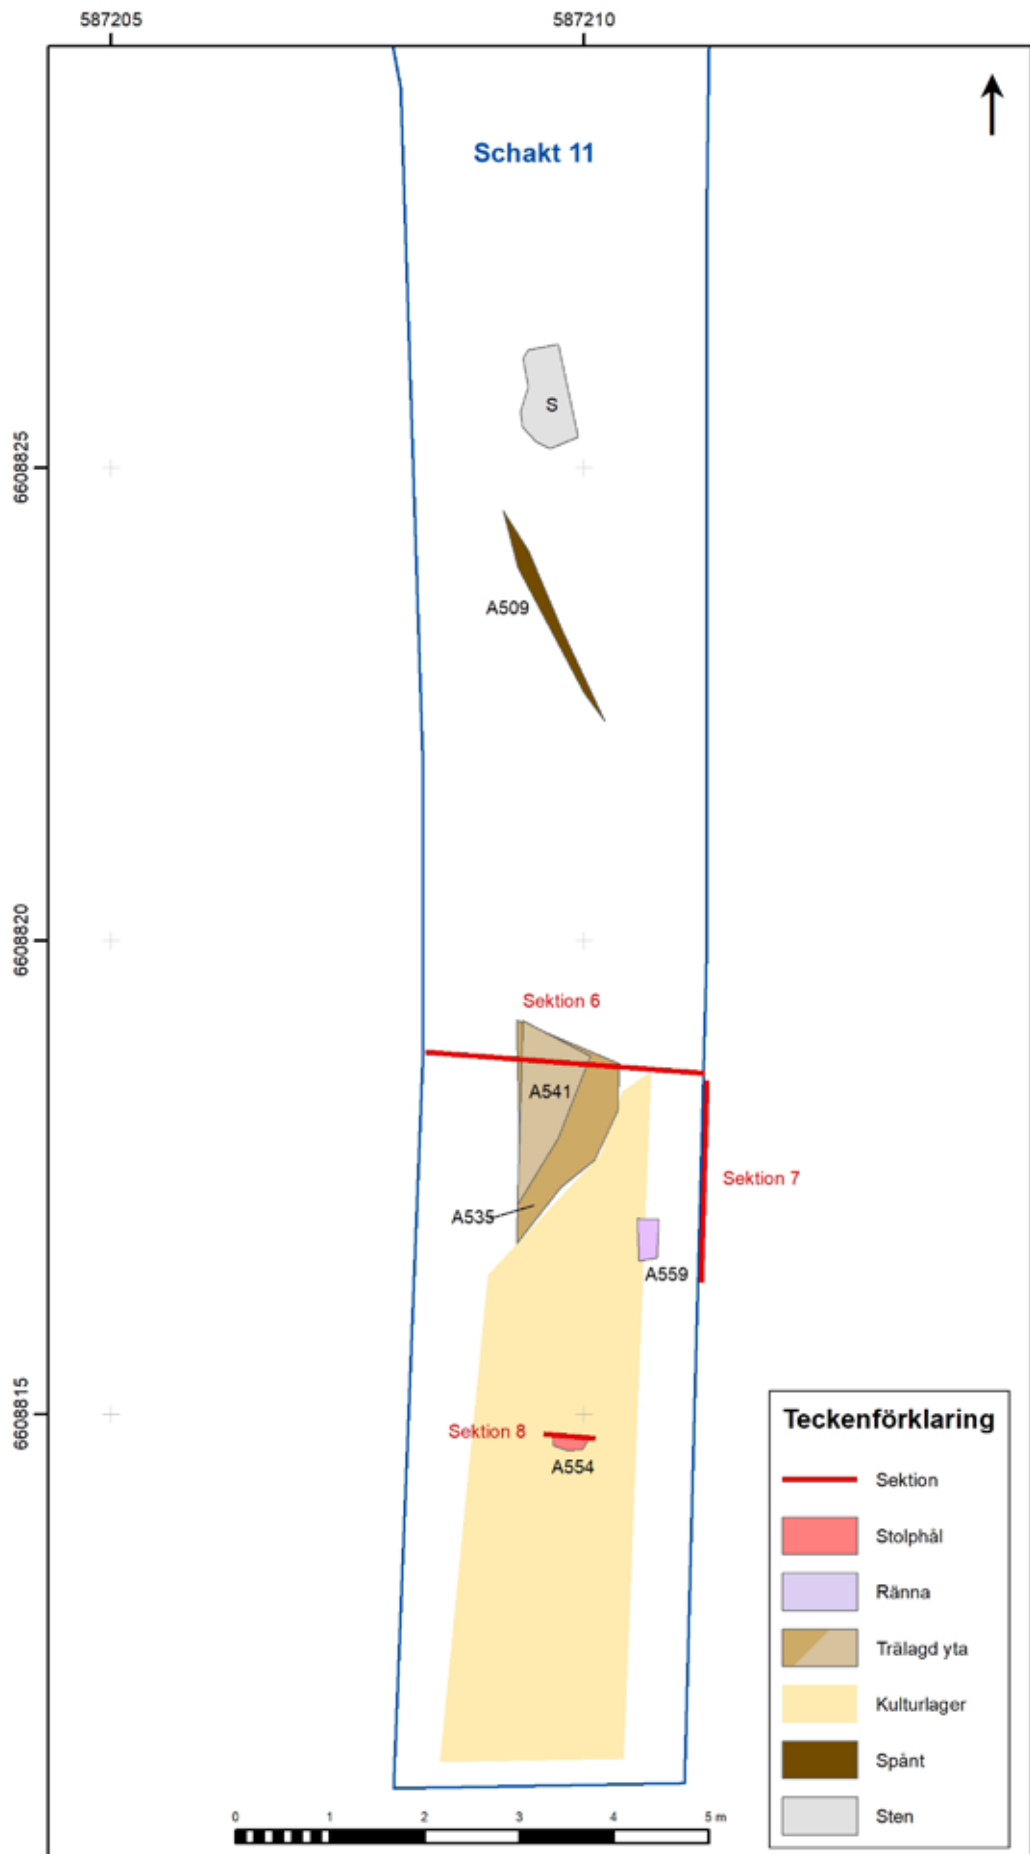 587205
587210
Schakt 11
S
6608825
A509
6608820
Sektion 6
A541
Sektion 7
A535
A559
6608815
Sektion 8
A554
Teckenförklaring
Sektion
Stolphål
Ränna
Trälagd yta
Kulturlager
Spånt
Sten
0 1 2 3 4 5 m